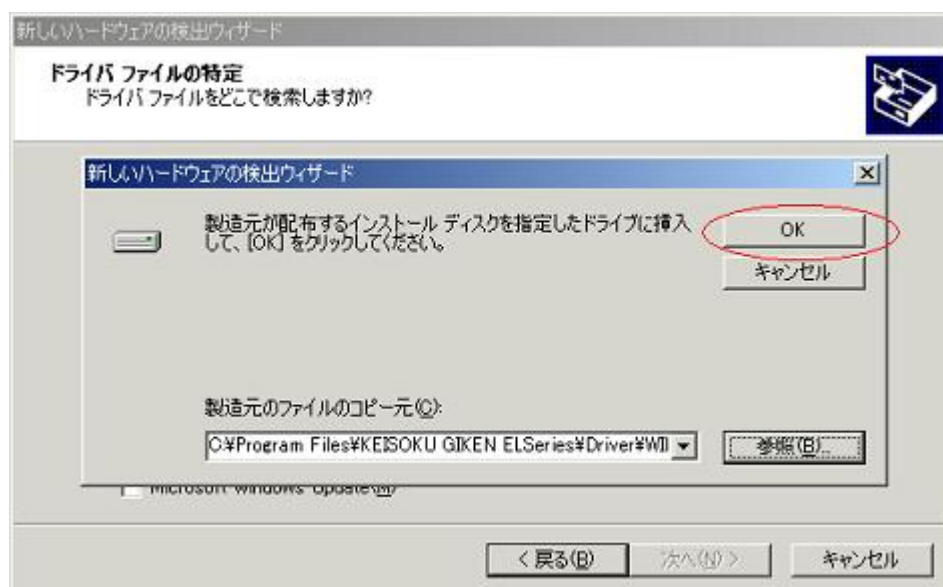 新しいハードウェアの検出ウィザード
ドライバ ファイルの特定
ドライバ ファイルをどこで検索しますか?
新しいハードウェアの検出ウィザード
製造元が配布するインストール ディスクを指定したドライブに挿入
して、[OK] をクリックしてください。
OK
キャンセル
製造元のファイルのコピー元(C):
C:¥Program Files¥KEISOKU GIKEN ELSeries¥Driver¥WI
参照(B)...
Microsoft Windows Update(M)
< 戻る(B)
次へ(N) >
キャンセル